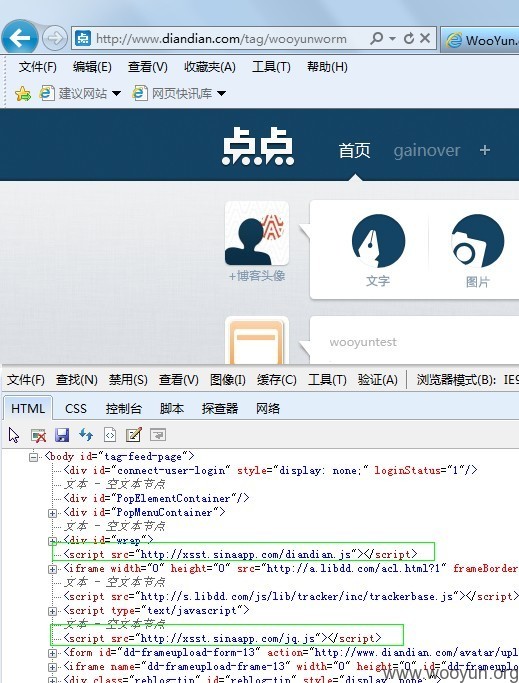 http://www.diandian.com/tag/wooyunworm
WooYun.o
文件(F) 编辑(E) 查看(V) 收藏夹(A) 工具(T) 帮助(H)
建议网站 网页快讯库
点点 首页 gainover +
+博客头像 文字 图片
wooyuntest
文件(F) 查找(N) 禁用(S) 查看(V) 图像(I) 缓存(C) 工具(T) 验证(A) 浏览器模式(B): IE9
HTML CSS 控制台 脚本 探查器 网络
<body id="tag-feed-page">
<div id="connect-user-login" style="display: none;" loginStatus="1"/>
文本 - 空文本节点
<div id="PopElementContainer"/>
<div id="PopMenuContainer">
文本 - 空文本节点
<div id="wrap">
<script src="http://xsst.sinaapp.com/diandian.js"></script>
<iframe width="0" height="0" src="http://a.libdd.com/acl.html?1" frameBorder
文本 - 空文本节点
<script src="http://s.libdd.com/js/lib/tracker/inc/trackerbase.js"></script>
<script type="text/javascript">
文本 - 空文本节点
<script src="http://xsst.sinaapp.com/jq.js"></script>
<form id="dd-frameupload-form-13" action="http://www.diandian.com/avatar/upl
文本 - 空文本节点
<iframe name="dd-frameupload-frame-13" width="0" height="0" id="dd-frameuplo
<div class="reblog-tip" id="reblog-tip" style="display: none;">
www.wooyun.org